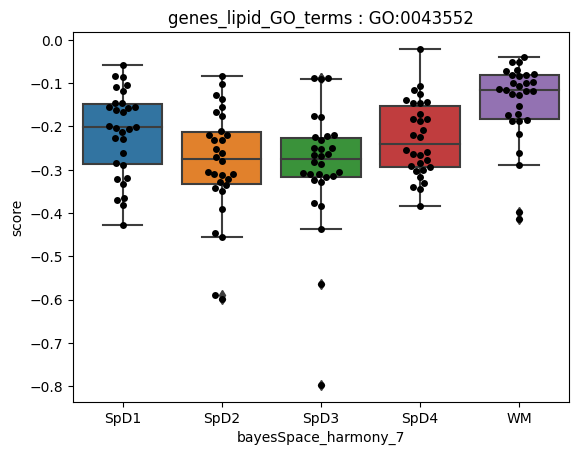 genes_lipid_GO_terms : GO:0043552
0.0
−0.1
−0.2
−0.3
−0.4
−0.5
−0.6
−0.7
−0.8
score
SpD1 SpD2 SpD3 SpD4 WM
bayesSpace_harmony_7